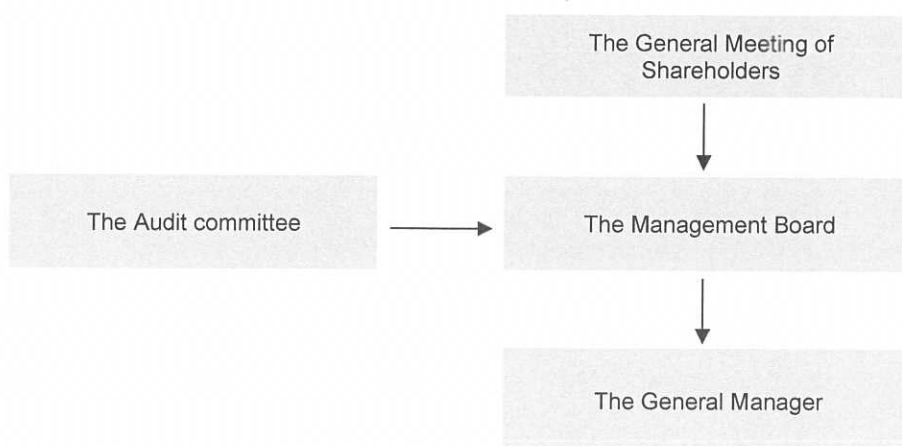 The General Meeting of
Shareholders
The Audit committee
The Management Board
The General Manager